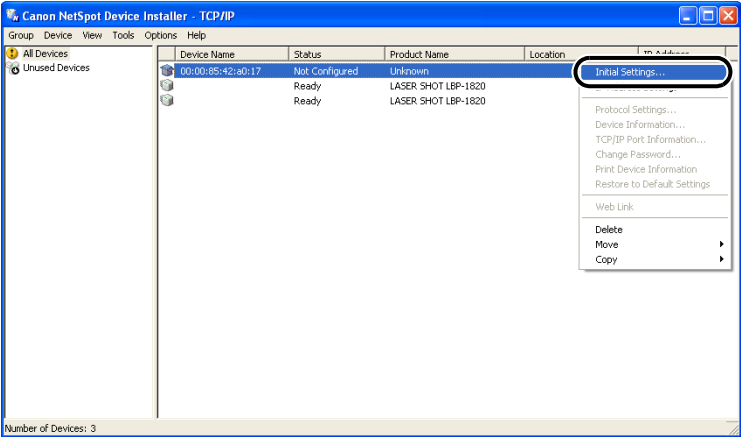 Canon NetSpot Device Installer - TCP/IP
Group Device View Tools Options Help
All Devices
Unused Devices
Device Name Status Product Name Location IP Address
00:00:85:42:a0:17 Not Configured Unknown
Ready LASER SHOT LBP-1820
Ready LASER SHOT LBP-1820
Initial Settings...
Protocol Settings...
Device Information...
TCP/IP Port Information...
Change Password...
Print Device Information
Restore to Default Settings
Web Link
Delete
Move
Copy
Number of Devices: 3